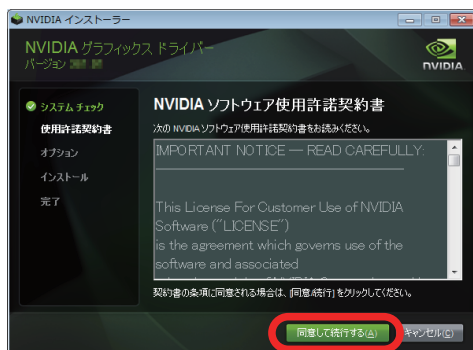 NVIDIA インストーラー
NVIDIA グラフィックス ドライバー
バージョン
NVIDIA
システム チェック
使用許諾契約書
オプション
インストール
完了
NVIDIA ソフトウェア使用許諾契約書
次の NVIDIA ソフトウェア使用許諾契約書をお読みください。
IMPORTANT NOTICE — READ CAREFULLY:
This License For Customer Use of NVIDIA
Software ("LICENSE")
is the agreement which governs use of the
software and associated
契約書の条項に同意される場合は、[同意/続行] をクリックしてください。
同意して続行する(A)
キャンセル(C)